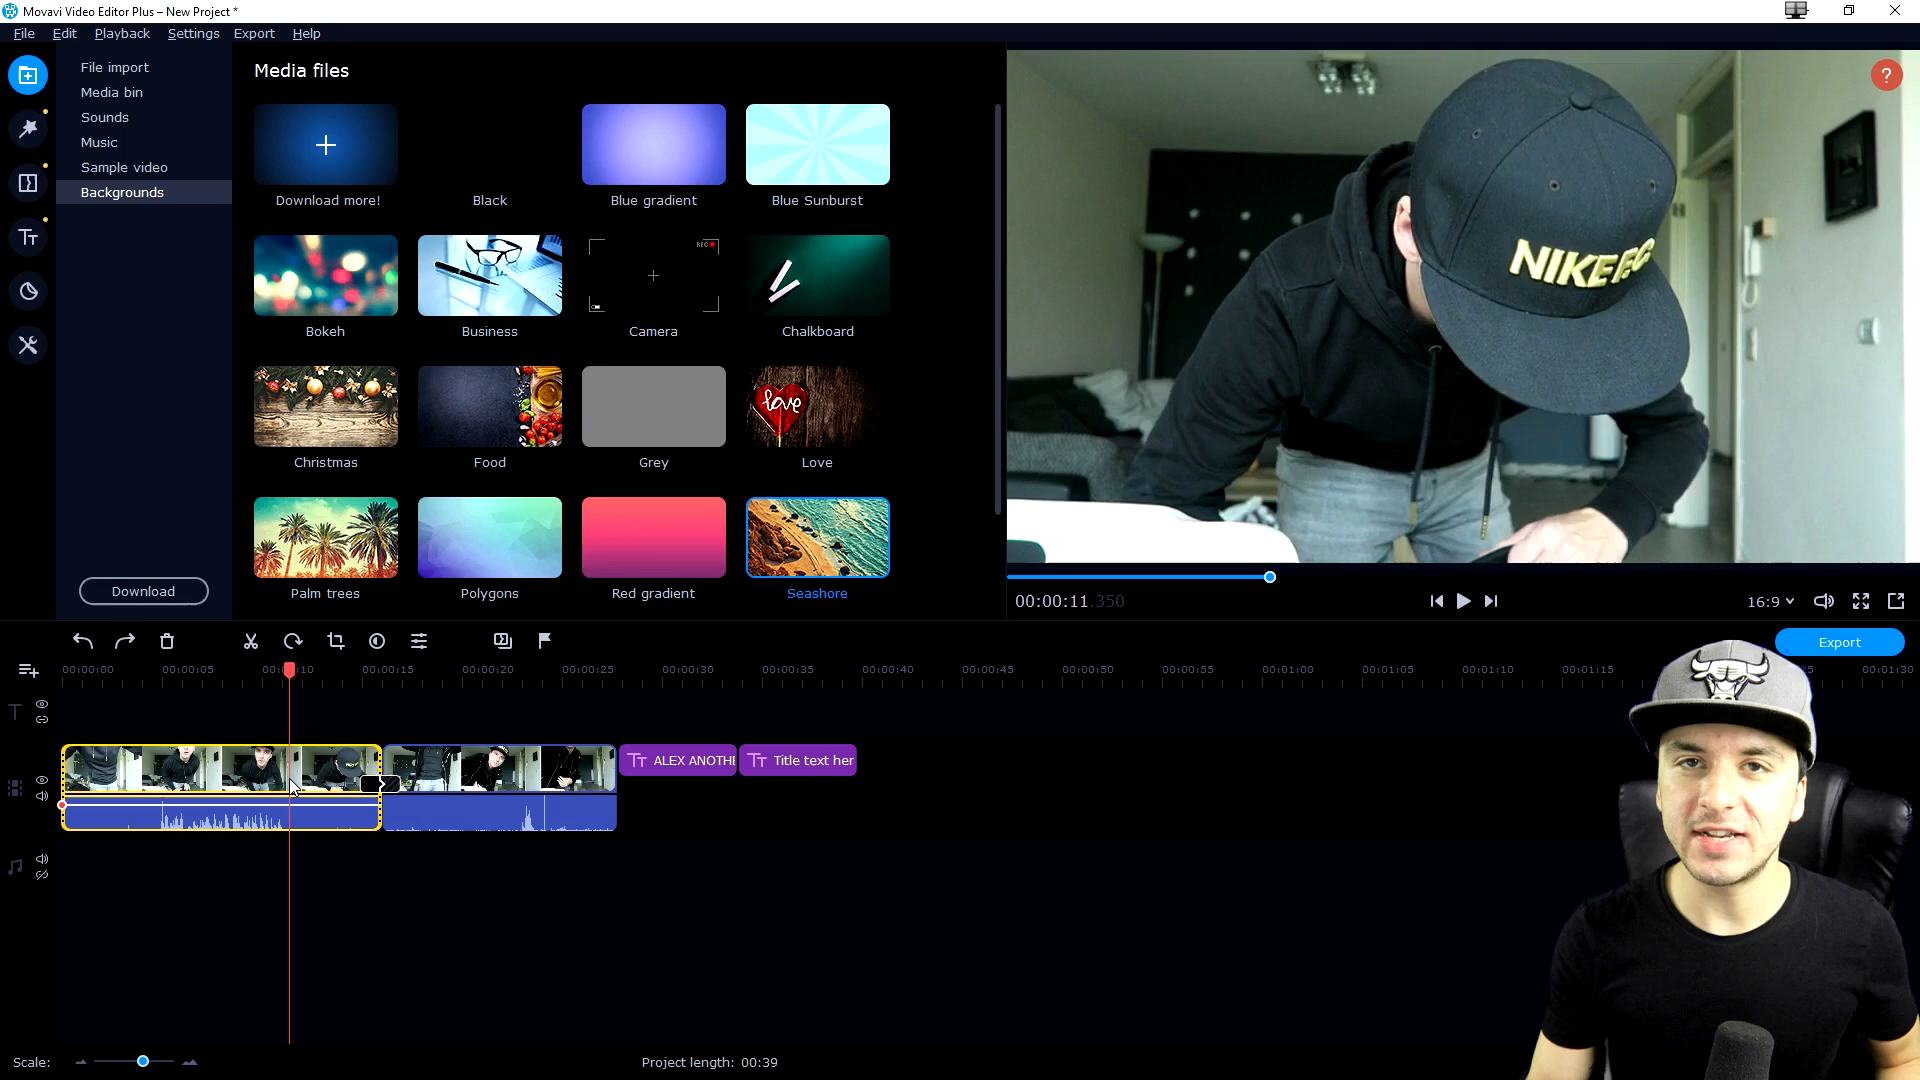 Movavi Video Editor Plus – New Project *
File Edit Playback Settings Export Help
File import
Media bin
Sounds
Music
Sample video
Backgrounds
Download
Media files
Download more!
Black
Blue gradient
Blue Sunburst
Bokeh
Business
REC
Camera
Chalkboard
Christmas
Food
Grey
love
Love
Palm trees
Polygons
Red gradient
Seashore
NIKE F.C
?
00:00:11.350
16:9
Export
00:00:00 00:00:05 00:00:10 00:00:15 00:00:20 00:00:25 00:00:30 00:00:35 00:00:40 00:00:45 00:00:50 00:00:55 00:01:00 00:01:05 00:01:10 00:01:15 00:01:30
Tт ALEX ANOTHE
Tт Title text her
Scale:
Project length: 00:39